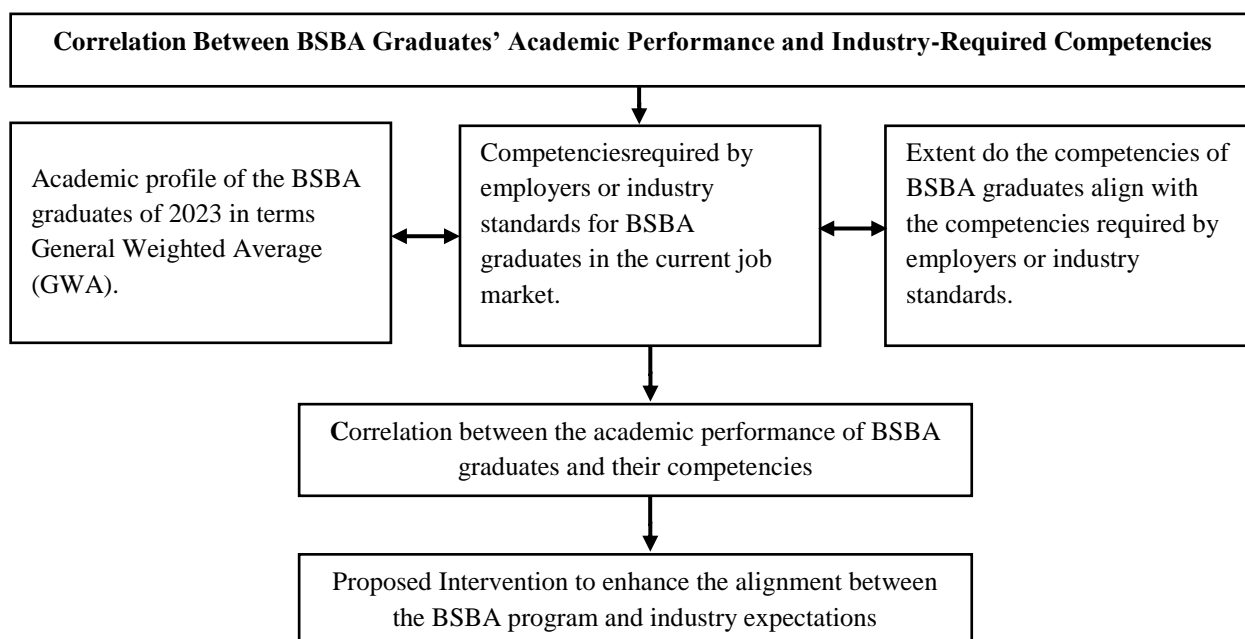 Correlation Between BSBA Graduates’ Academic Performance and Industry-Required Competencies
Academic profile of the BSBA
graduates of 2023 in terms
General Weighted Average
(GWA).
Competenciesrequired by
employers or industry
standards for BSBA
graduates in the current job
market.
Extent do the competencies of
BSBA graduates align with
the competencies required by
employers or industry
standards.
Correlation between the academic performance of BSBA
graduates and their competencies
Proposed Intervention to enhance the alignment between
the BSBA program and industry expectations